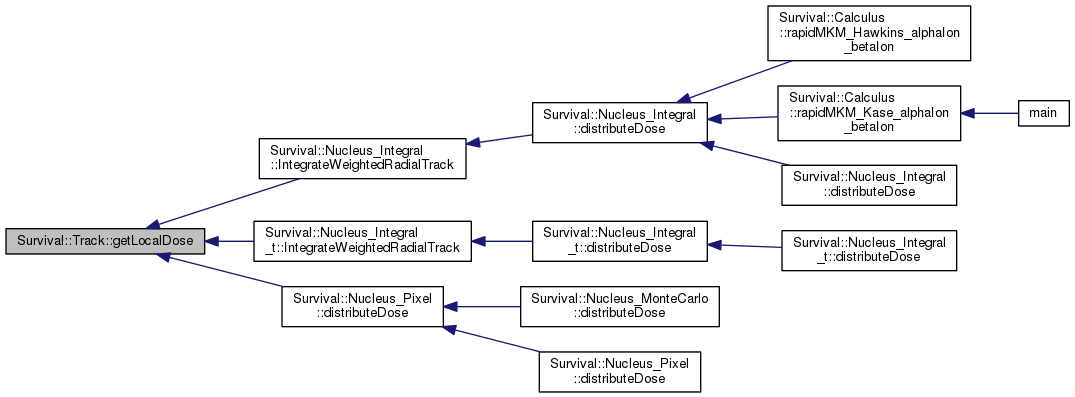 Survival::Calculus
::rapidMKM_Hawkins_alphaIon
_betaIon
Survival::Calculus
::rapidMKM_Kase_alphaIon
_betaIon
main
Survival::Nucleus_Integral
::distributeDose
Survival::Nucleus_Integral
::IntegrateWeightedRadialTrack
Survival::Nucleus_Integral
::distributeDose
Survival::Track::getLocalDose
Survival::Nucleus_Integral
_t::IntegrateWeightedRadialTrack
Survival::Nucleus_Integral
_t::distributeDose
Survival::Nucleus_Integral
_t::distributeDose
Survival::Nucleus_Pixel
::distributeDose
Survival::Nucleus_MonteCarlo
::distributeDose
Survival::Nucleus_Pixel
::distributeDose